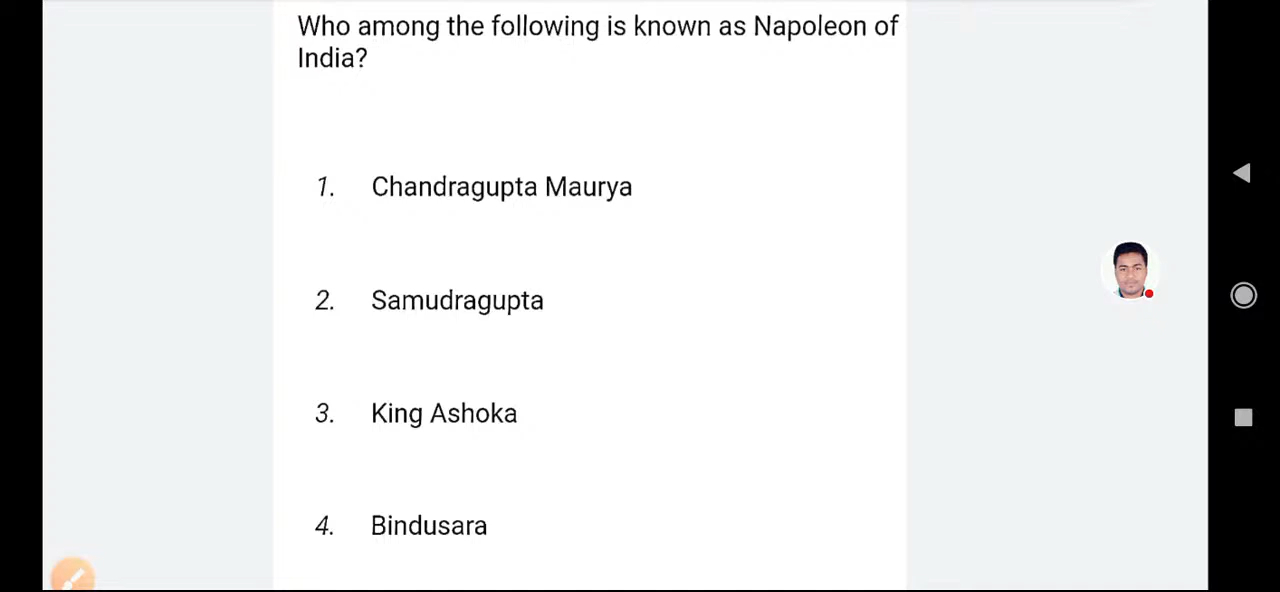 Who among the following is known as Napoleon of
India?
1. Chandragupta Maurya
2. Samudragupta
3. King Ashoka
4. Bindusara